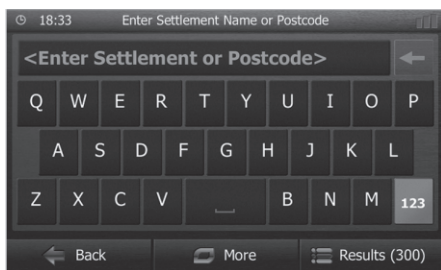 18:33 Enter Settlement Name or Postcode
<Enter Settlement or Postcode>
Q W E R T Y U I O P
A S D F G H J K L
Z X C V B N M 123
Back More Results (300)